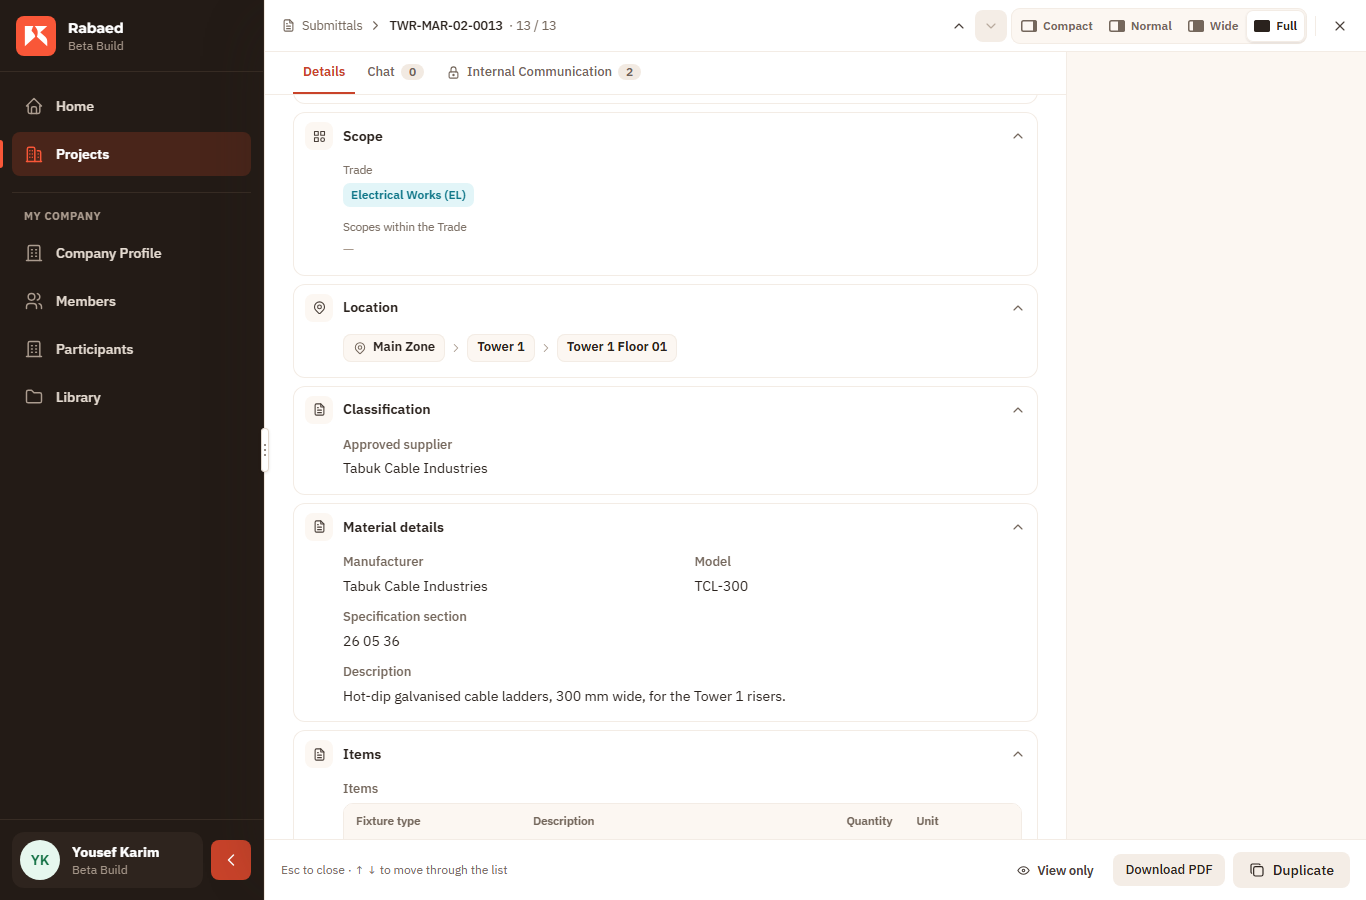 Rabaed
Beta Build
Home
Projects
MY COMPANY
Company Profile
Members
Participants
Library
YK
Yousef Karim
Beta Build
Submittals > TWR-MAR-02-0013 · 13 / 13
Compact Normal Wide Full
Details Chat 0 Internal Communication 2
Scope
Trade
Electrical Works (EL)
Scopes within the Trade
—
Location
Main Zone > Tower 1 > Tower 1 Floor 01
Classification
Approved supplier
Tabuk Cable Industries
Material details
Manufacturer Model
Tabuk Cable Industries TCL-300
Specification section
26 05 36
Description
Hot-dip galvanised cable ladders, 300 mm wide, for the Tower 1 risers.
Items
Items
Fixture type Description Quantity Unit
Esc to close · ↑ ↓ to move through the list
View only Download PDF Duplicate